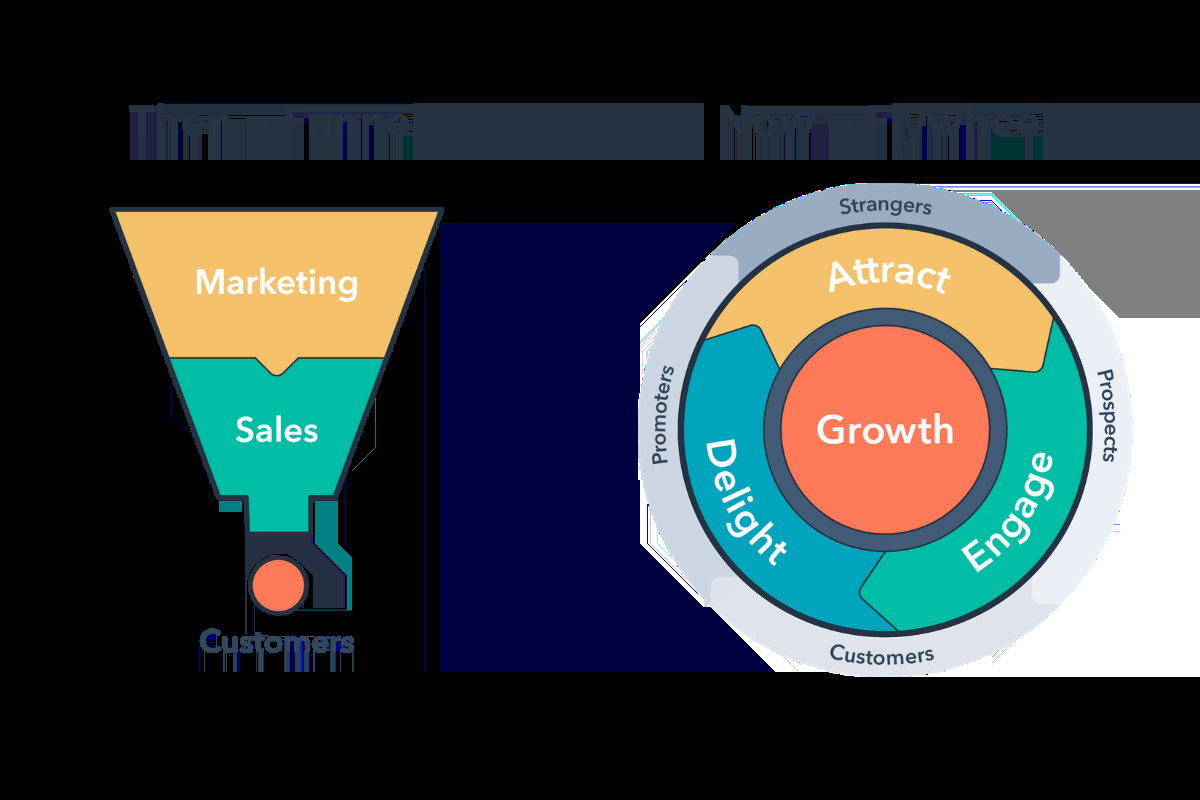 Then — Funnel
Now — Flywheel
Marketing
Sales
Customers
Strangers
Attract
Prospects
Engage
Customers
Delight
Promoters
Growth